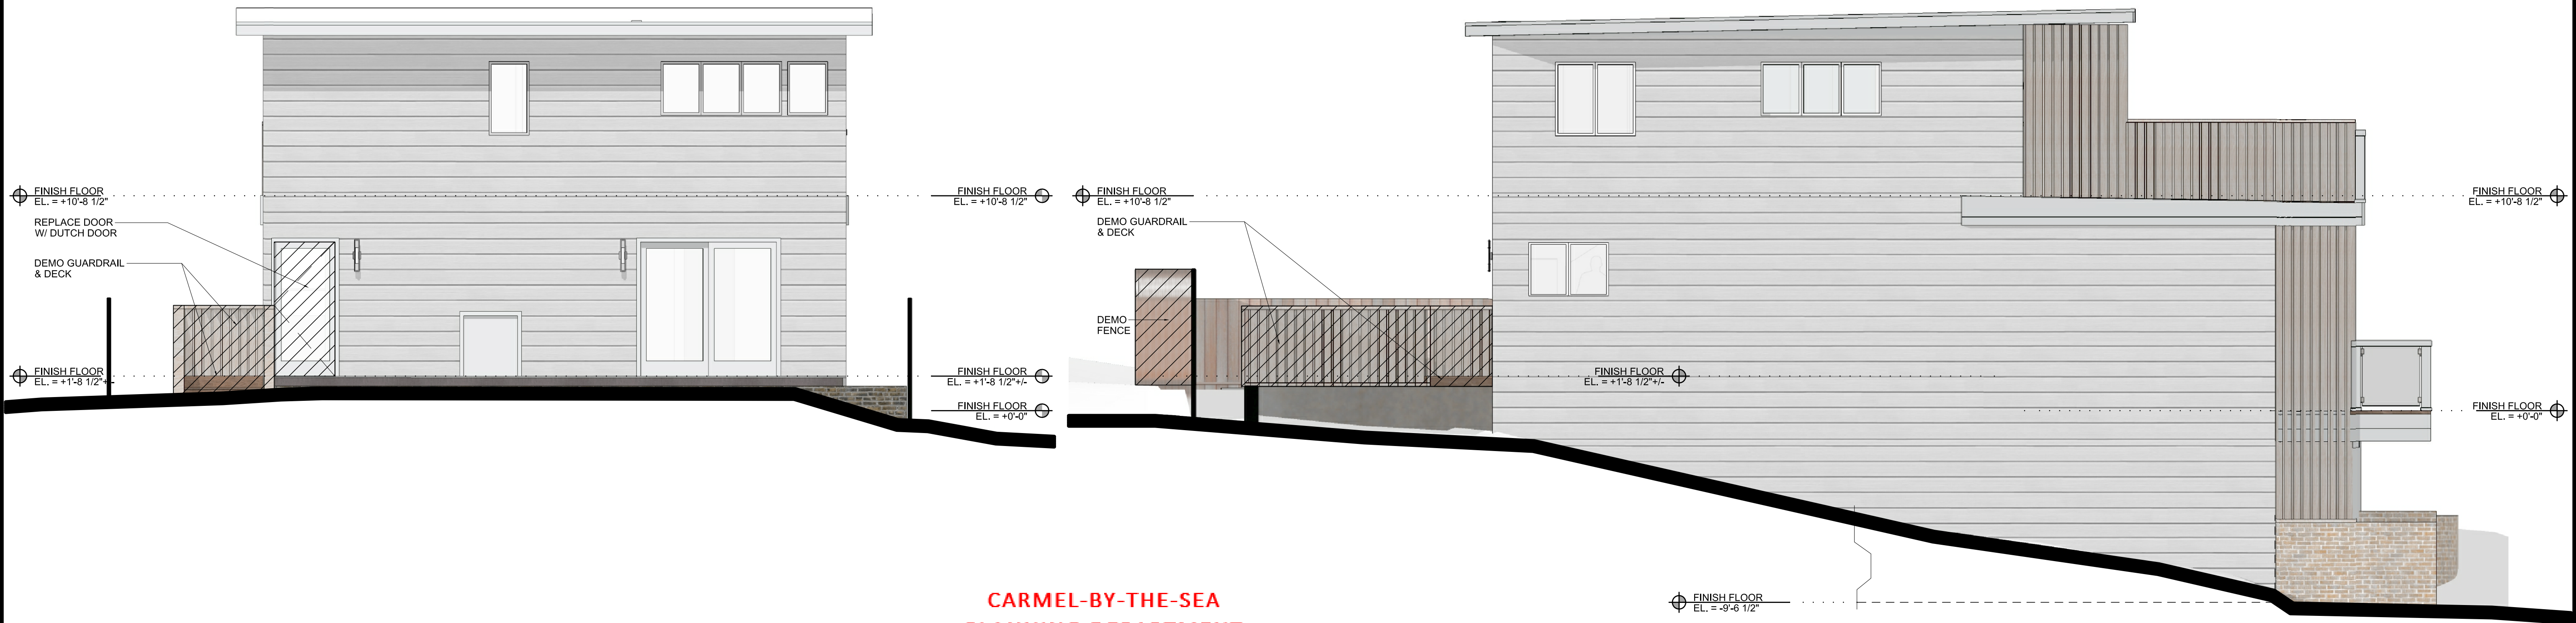 FINISH FLOOR
EL. = +10'-8 1/2"
REPLACE DOOR
W/ DUTCH DOOR
DEMO GUARDRAIL
& DECK
FINISH FLOOR
EL. = +1'-8 1/2"+-
FINISH FLOOR
EL. = +10'-8 1/2"
FINISH FLOOR
EL. = +1'-8 1/2"+/-
FINISH FLOOR
EL. = +0'-0"
FINISH FLOOR
EL. = +10'-8 1/2"
DEMO GUARDRAIL
& DECK
DEMO
FENCE
FINISH FLOOR
EL. = +1'-8 1/2"+/-
FINISH FLOOR
EL. = +10'-8 1/2"
FINISH FLOOR
EL. = +0'-0"
FINISH FLOOR
EL. = -9'-6 1/2"
CARMEL-BY-THE-SEA
PLANNING DEPARTMENT